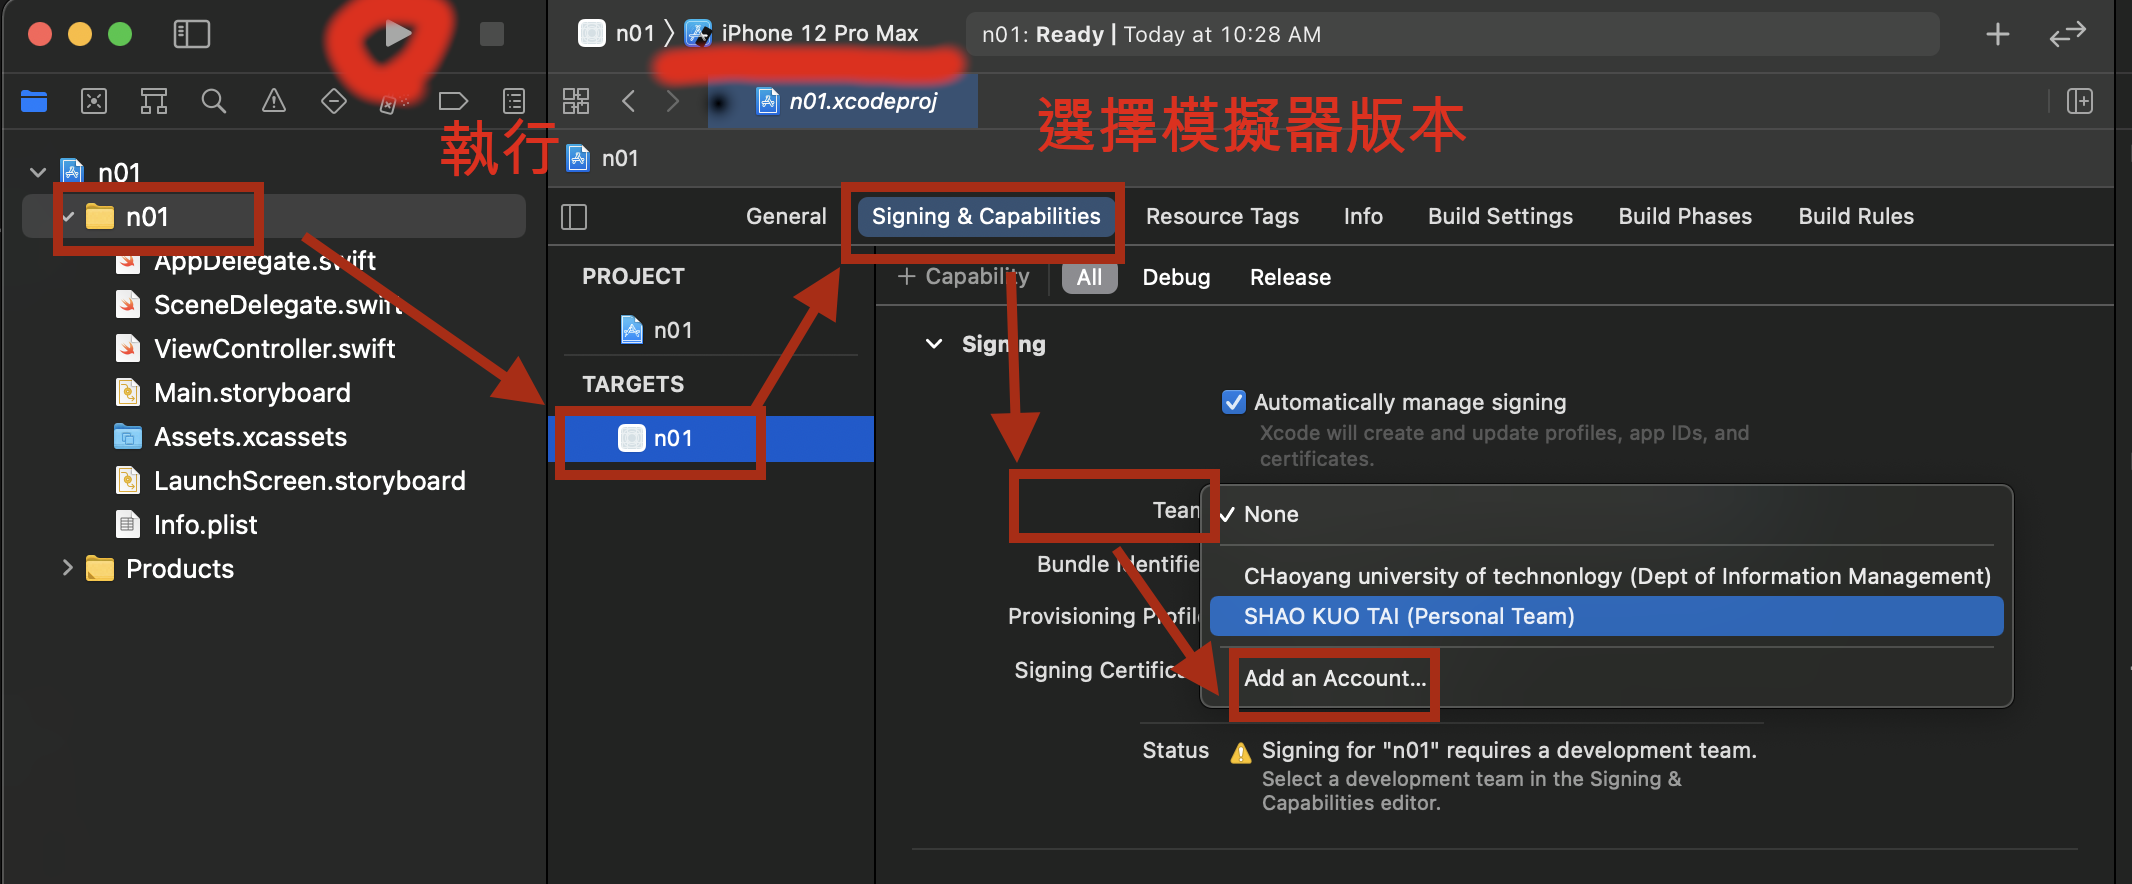 n01 〉 iPhone 12 Pro Max
n01: Ready | Today at 10:28 AM
n01.xcodeproj
執行
選擇模擬器版本
n01
n01
n01
AppDelegate.swift
SceneDelegate.swift
ViewController.swift
Main.storyboard
Assets.xcassets
LaunchScreen.storyboard
Info.plist
Products
General
Signing & Capabilities
Resource Tags
Info
Build Settings
Build Phases
Build Rules
PROJECT
n01
TARGETS
n01
+ Capability
All
Debug
Release
Signing
Automatically manage signing
Xcode will create and update profiles, app IDs, and
certificates.
Team
None
Bundle Identifie
CHaoyang university of technonlogy (Dept of Information Management)
Provisioning Profil
SHAO KUO TAI (Personal Team)
Signing Certific
Add an Account...
Status
Signing for "n01" requires a development team.
Select a development team in the Signing &
Capabilities editor.